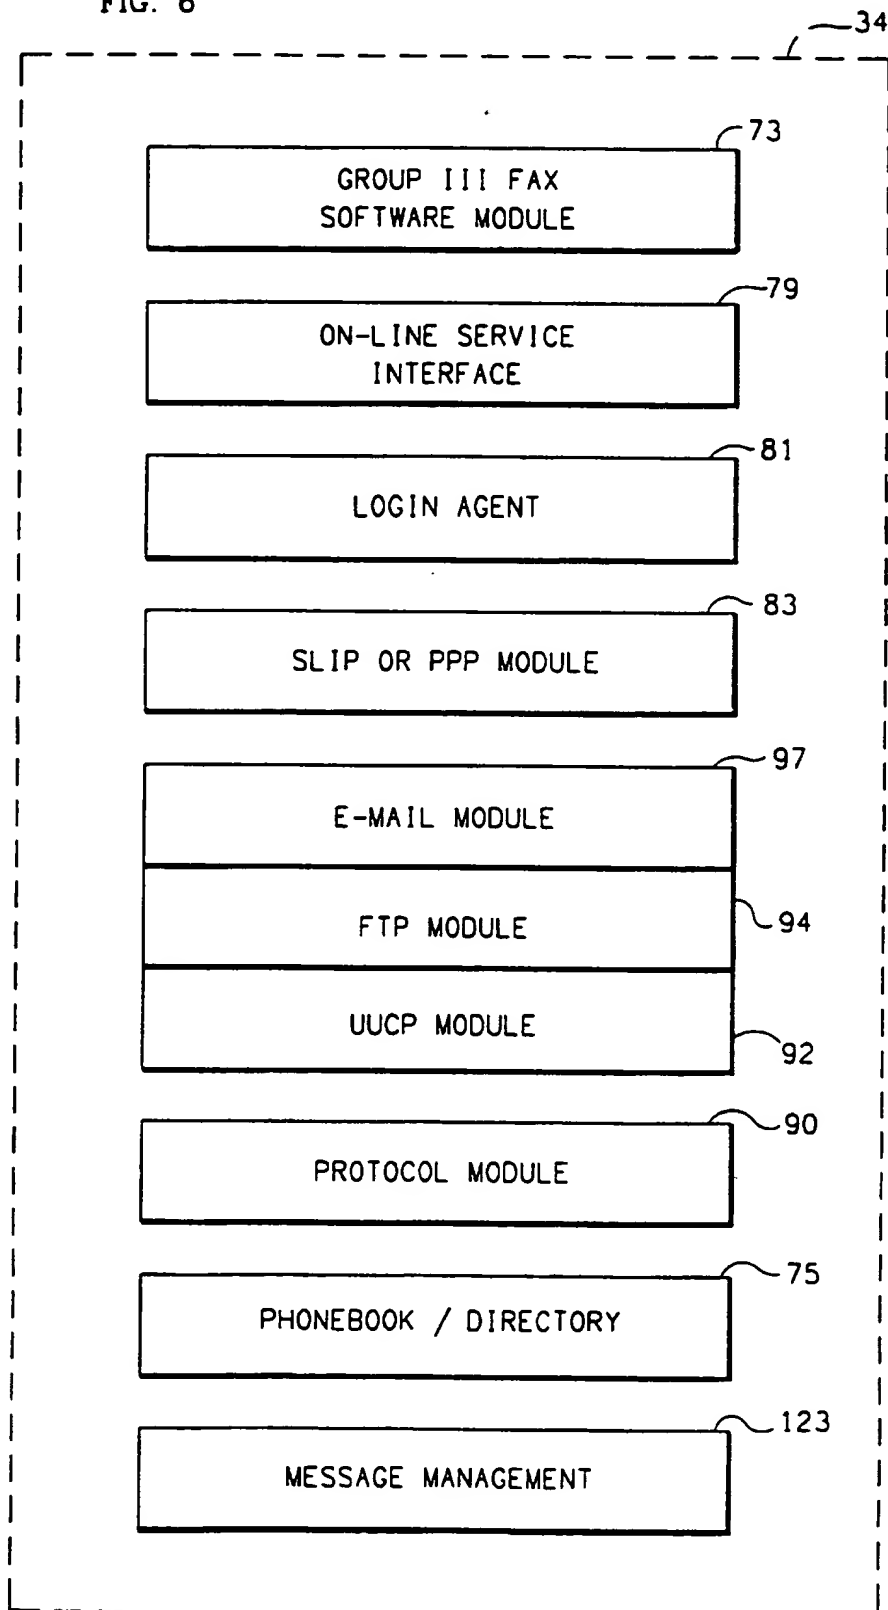 FIG. 6
34
73
GROUP III FAX
SOFTWARE MODULE
79
ON-LINE SERVICE
INTERFACE
81
LOGIN AGENT
83
SLIP OR PPP MODULE
97
E-MAIL MODULE
FTP MODULE
94
UUCP MODULE
92
90
PROTOCOL MODULE
75
PHONEBOOK / DIRECTORY
123
MESSAGE MANAGEMENT